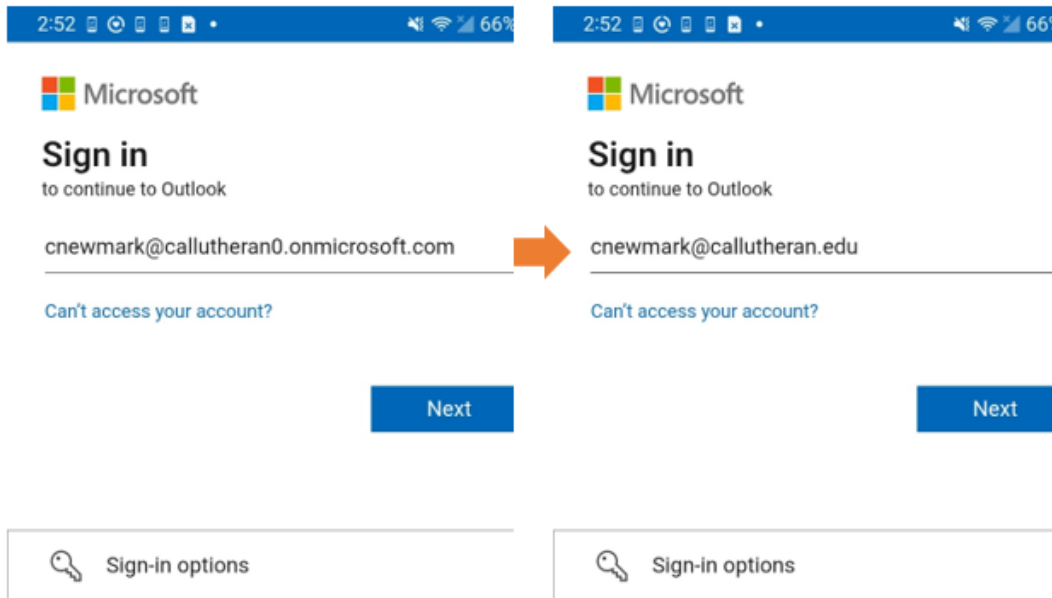 2:52
66%
Microsoft
Sign in
to continue to Outlook
cnewmark@callutheran0.onmicrosoft.com
Can't access your account?
Next
Sign-in options
2:52
66%
Microsoft
Sign in
to continue to Outlook
cnewmark@callutheran.edu
Can't access your account?
Next
Sign-in options